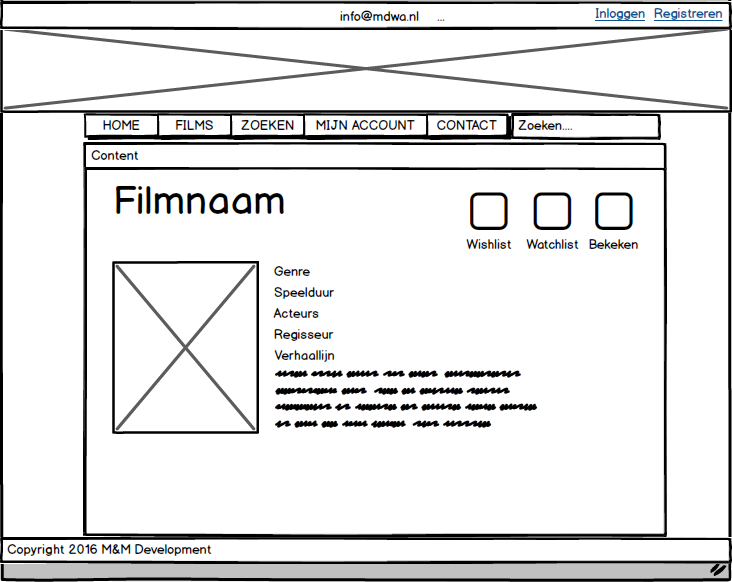 info@mdwa.nl ... Inloggen Registreren
HOME FILMS ZOEKEN MIJN ACCOUNT CONTACT Zoeken....
Content
Filmnaam
Wishlist Watchlist Bekeken
Genre
Speelduur
Acteurs
Regisseur
Verhaallijn
Copyright 2016 M&M Development